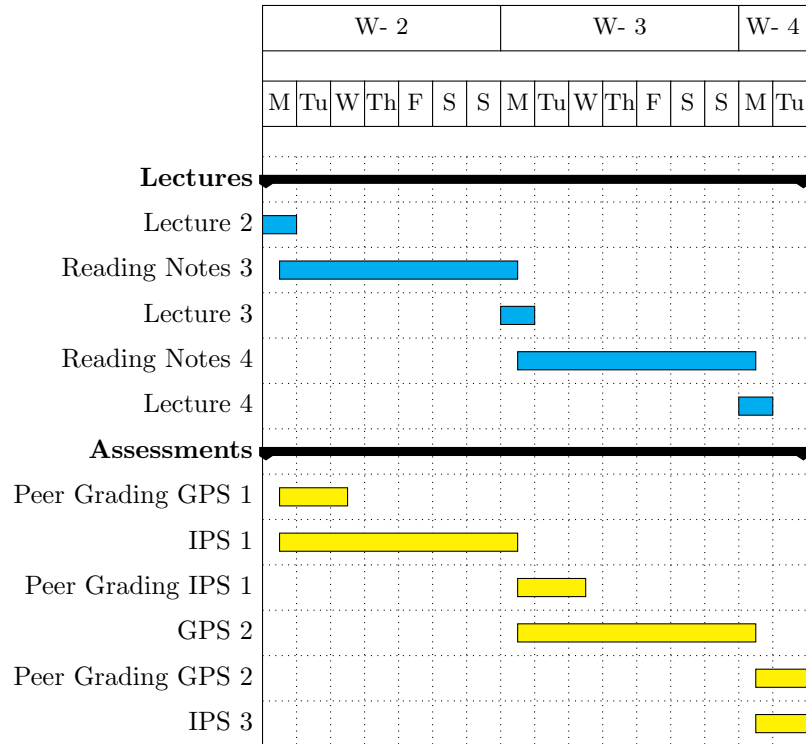 W- 2 W- 3 W- 4
M Tu W Th F S S M Tu W Th F S S M Tu
Lectures
Lecture 2
Reading Notes 3
Lecture 3
Reading Notes 4
Lecture 4
Assessments
Peer Grading GPS 1
IPS 1
Peer Grading IPS 1
GPS 2
Peer Grading GPS 2
IPS 3